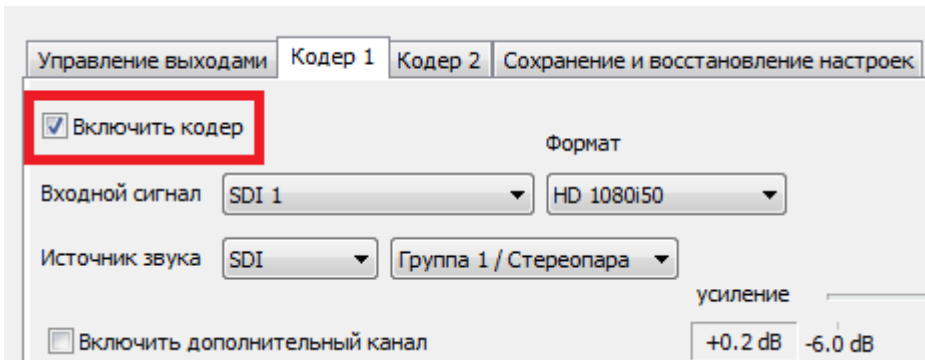 Управление выходами Кодер 1 Кодер 2 Сохранение и восстановление настроек
Включить кодер
Формат
Входной сигнал SDI 1 HD 1080i50
Источник звука SDI Группа 1 / Стереопара
усиление
Включить дополнительный канал +0.2 dB -6.0 dB